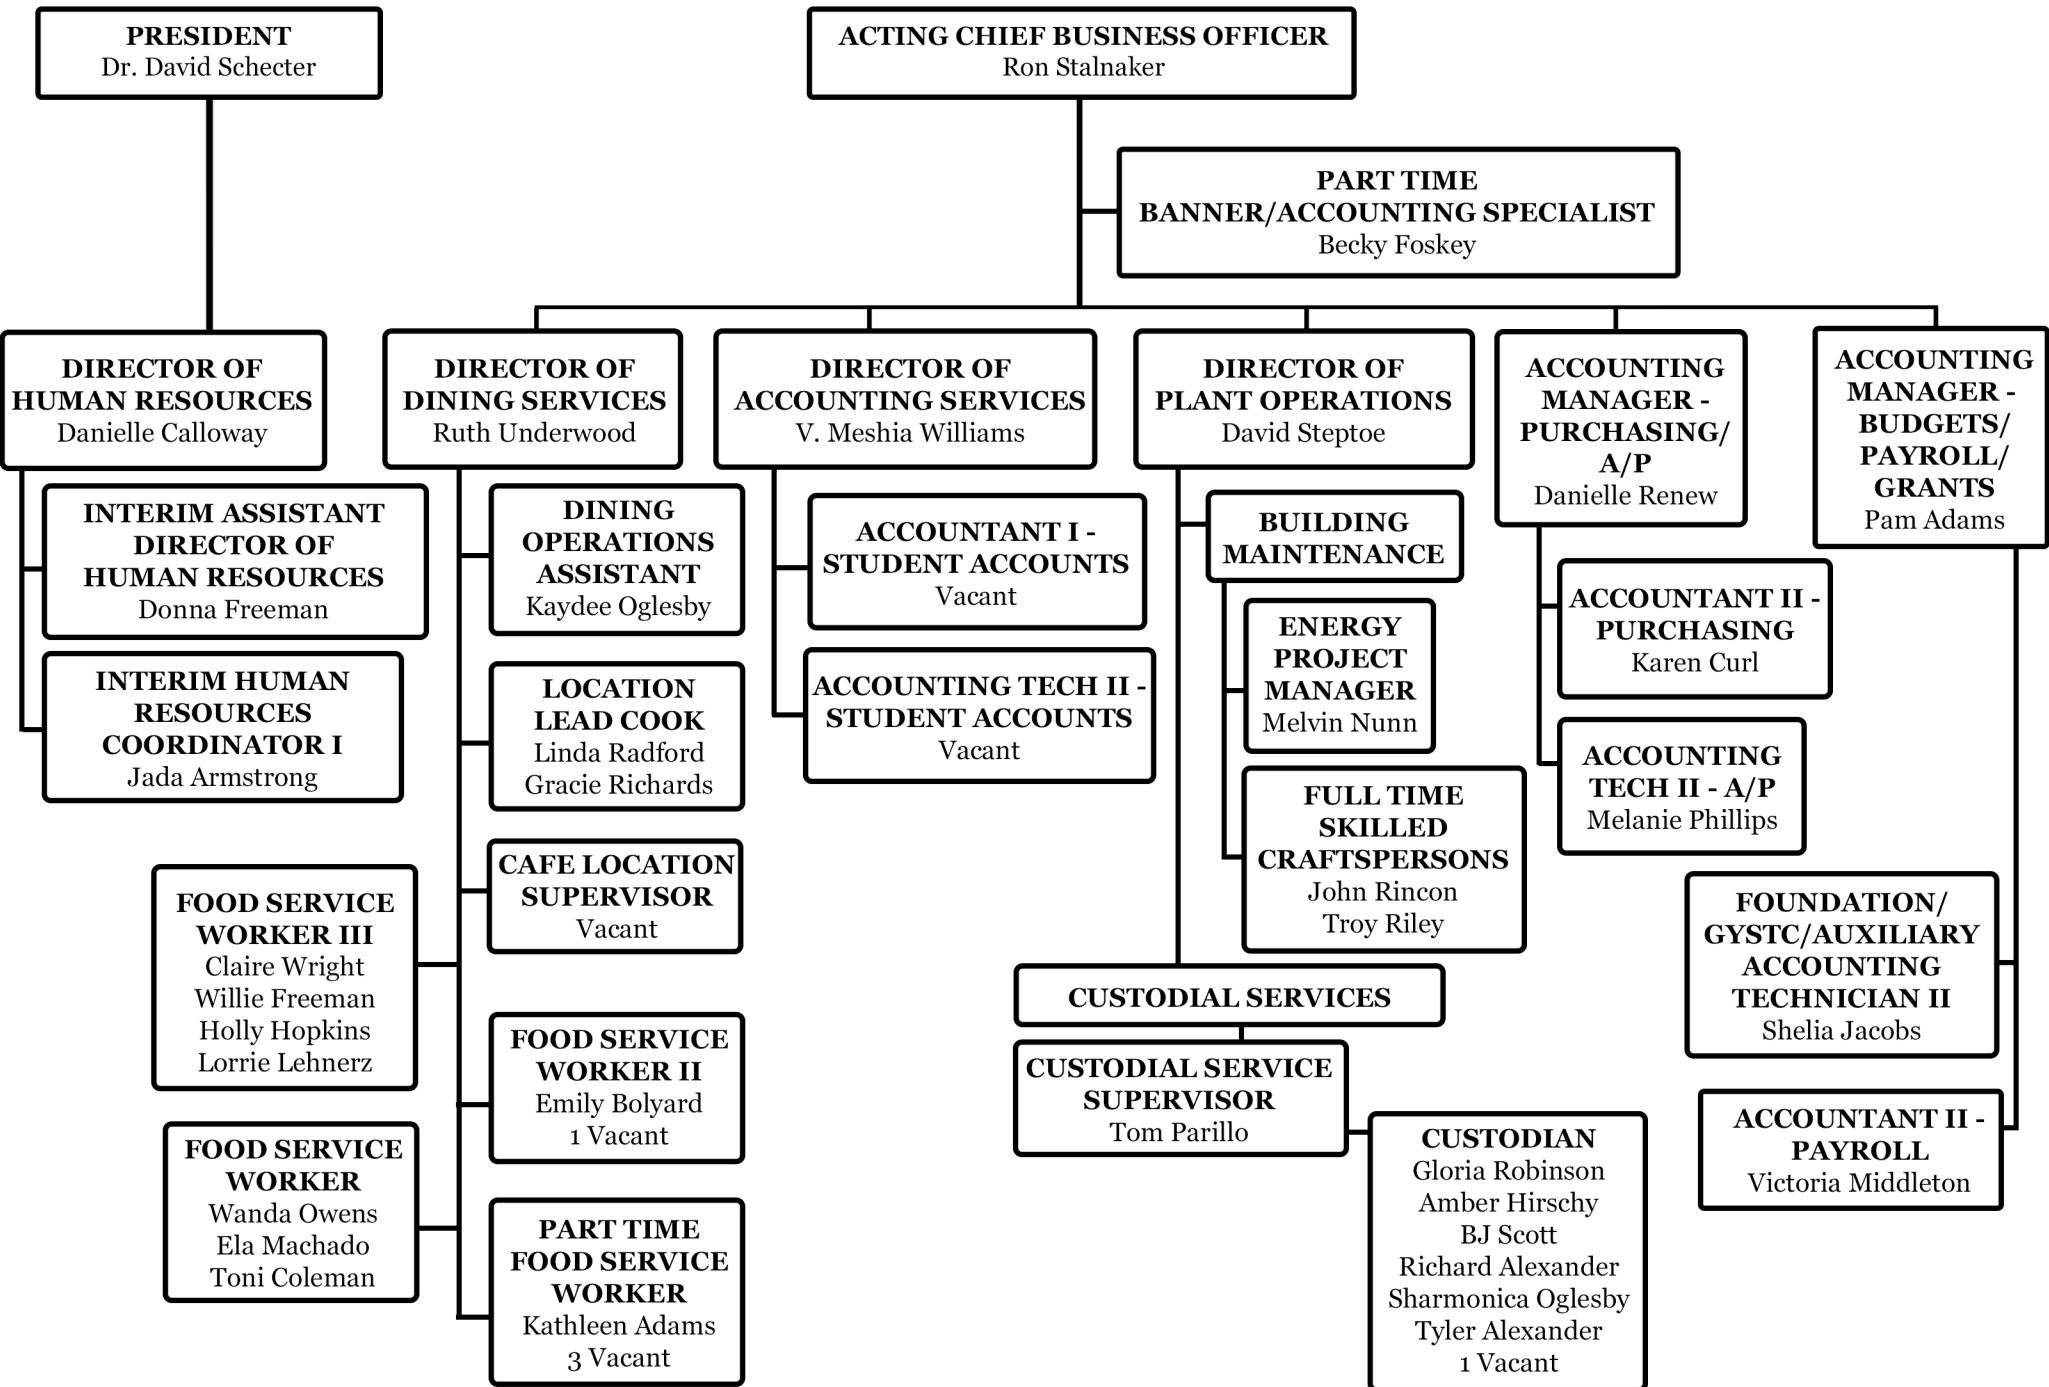 PRESIDENT
Dr. David Schecter
ACTING CHIEF BUSINESS OFFICER
Ron Stalnaker
PART TIME
BANNER/ACCOUNTING SPECIALIST
Becky Foskey
DIRECTOR OF
HUMAN RESOURCES
Danielle Calloway
INTERIM ASSISTANT
DIRECTOR OF
HUMAN RESOURCES
Donna Freeman
INTERIM HUMAN
RESOURCES
COORDINATOR I
Jada Armstrong
DIRECTOR OF
DINING SERVICES
Ruth Underwood
DINING
OPERATIONS
ASSISTANT
Kaydee Oglesby
LOCATION
LEAD COOK
Linda Radford
Gracie Richards
CAFE LOCATION
SUPERVISOR
Vacant
FOOD SERVICE
WORKER III
Claire Wright
Willie Freeman
Holly Hopkins
Lorrie Lehnerz
FOOD SERVICE
WORKER II
Emily Bolyard
1 Vacant
FOOD SERVICE
WORKER
Wanda Owens
Ela Machado
Toni Coleman
PART TIME
FOOD SERVICE
WORKER
Kathleen Adams
3 Vacant
DIRECTOR OF
ACCOUNTING SERVICES
V. Meshia Williams
ACCOUNTANT I -
STUDENT ACCOUNTS
Vacant
ACCOUNTING TECH II -
STUDENT ACCOUNTS
Vacant
DIRECTOR OF
PLANT OPERATIONS
David Steptoe
BUILDING
MAINTENANCE
ENERGY
PROJECT
MANAGER
Melvin Nunn
FULL TIME
SKILLED
CRAFTSPERSONS
John Rincon
Troy Riley
CUSTODIAL SERVICES
CUSTODIAL SERVICE
SUPERVISOR
Tom Parillo
CUSTODIAN
Gloria Robinson
Amber Hirschy
BJ Scott
Richard Alexander
Sharmonica Oglesby
Tyler Alexander
1 Vacant
ACCOUNTING
MANAGER -
PURCHASING/
A/P
Danielle Renew
ACCOUNTANT II -
PURCHASING
Karen Curl
ACCOUNTING
TECH II - A/P
Melanie Phillips
ACCOUNTING
MANAGER -
BUDGETS/
PAYROLL/
GRANTS
Pam Adams
FOUNDATION/
GYSTC/AUXILIARY
ACCOUNTING
TECHNICIAN II
Shelia Jacobs
ACCOUNTANT II -
PAYROLL
Victoria Middleton